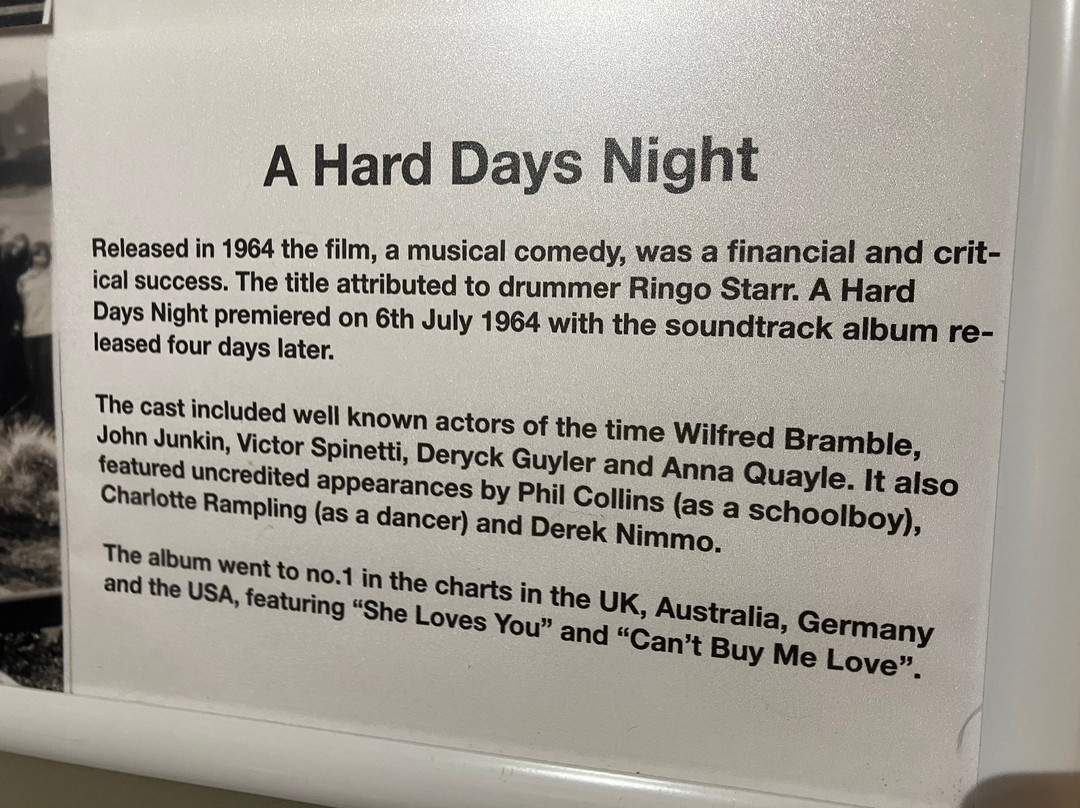 A Hard Days Night
Released in 1964 the film, a musical comedy, was a financial and crit-
ical success. The title attributed to drummer Ringo Starr. A Hard
Days Night premiered on 6th July 1964 with the soundtrack album re-
leased four days later.
The cast included well known actors of the time Wilfred Bramble,
John Junkin, Victor Spinetti, Deryck Guyler and Anna Quayle. It also
featured uncredited appearances by Phil Collins (as a schoolboy),
Charlotte Rampling (as a dancer) and Derek Nimmo.
The album went to no.1 in the charts in the UK, Australia, Germany
and the USA, featuring “She Loves You” and “Can’t Buy Me Love”.